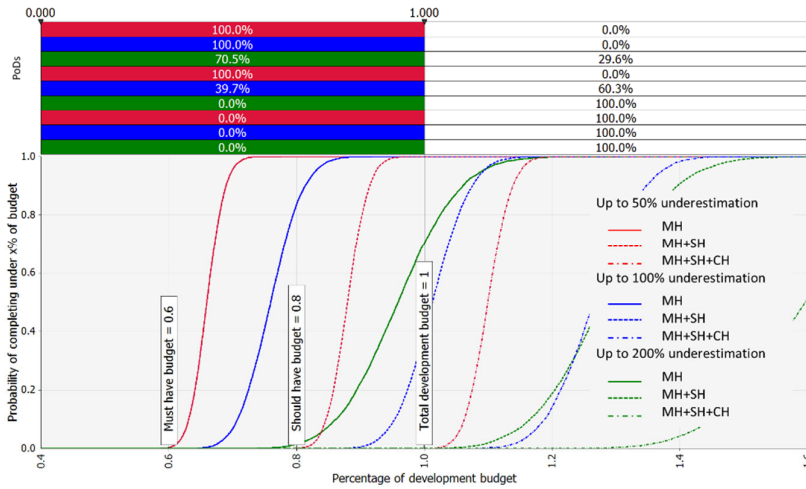 0.000 1.000
PoDs
100.0% 0.0%
100.0% 0.0%
70.5% 29.6%
100.0% 0.0%
39.7% 60.3%
0.0% 100.0%
0.0% 100.0%
0.0% 100.0%
0.0% 100.0%
Probability of completing under x% of budget
1.0
0.8
0.6
0.4
0.2
0.0
Must have budget = 0.6
Should have budget = 0.8
Total development budget = 1
Up to 50% underestimation
MH
MH+SH
MH+SH+CH
Up to 100% underestimation
MH
MH+SH
MH+SH+CH
Up to 200% underestimation
MH
MH+SH
MH+SH+CH
0.4 0.6 0.8 1.0 1.2 1.4
Percentage of development budget